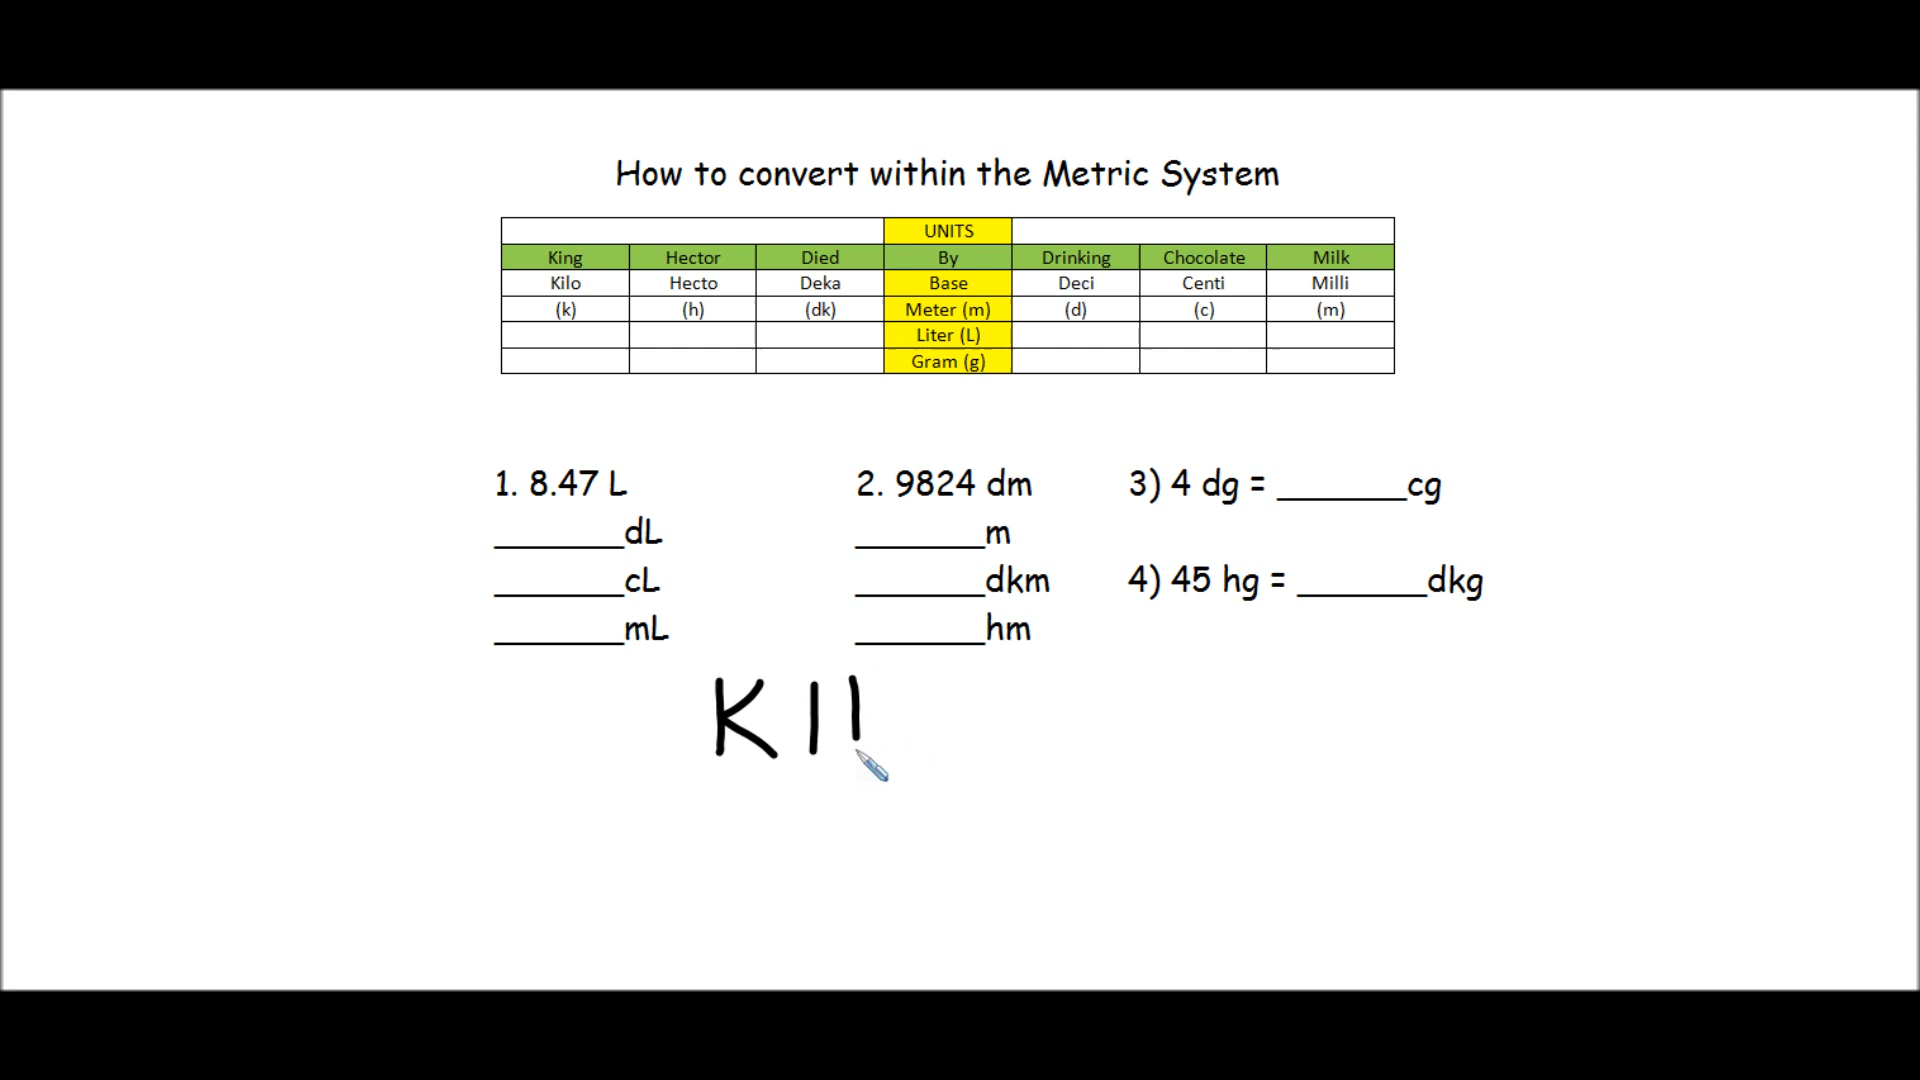 How to convert within the Metric System
UNITS
King Hector Died By Drinking Chocolate Milk
Kilo Hecto Deka Base Deci Centi Milli
(k) (h) (dk) Meter (m) (d) (c) (m)
Liter (L)
Gram (g)
1. 8.47 L
_______dL
_______cL
_______mL
2. 9824 dm
_______m
_______dkm
_______hm
3) 4 dg = _______cg
4) 45 hg = _______dkg